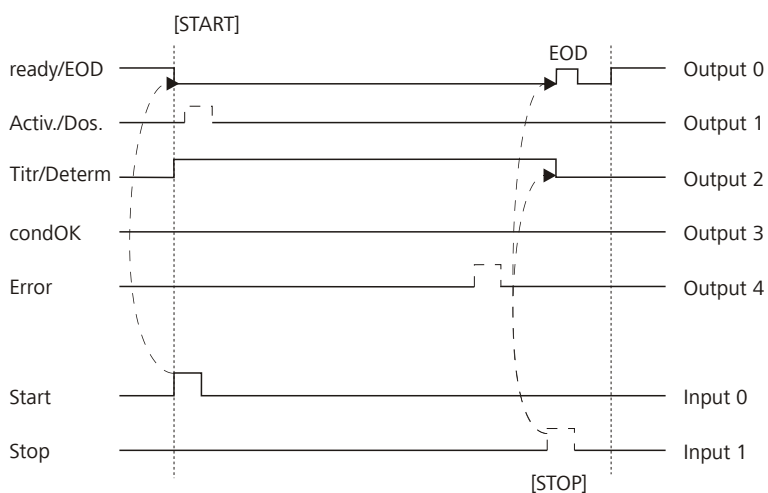 [START]
EOD
ready/EOD Output 0
Activ./Dos. Output 1
Titr/Determ Output 2
condOK Output 3
Error Output 4
Start Input 0
Stop Input 1
[STOP]